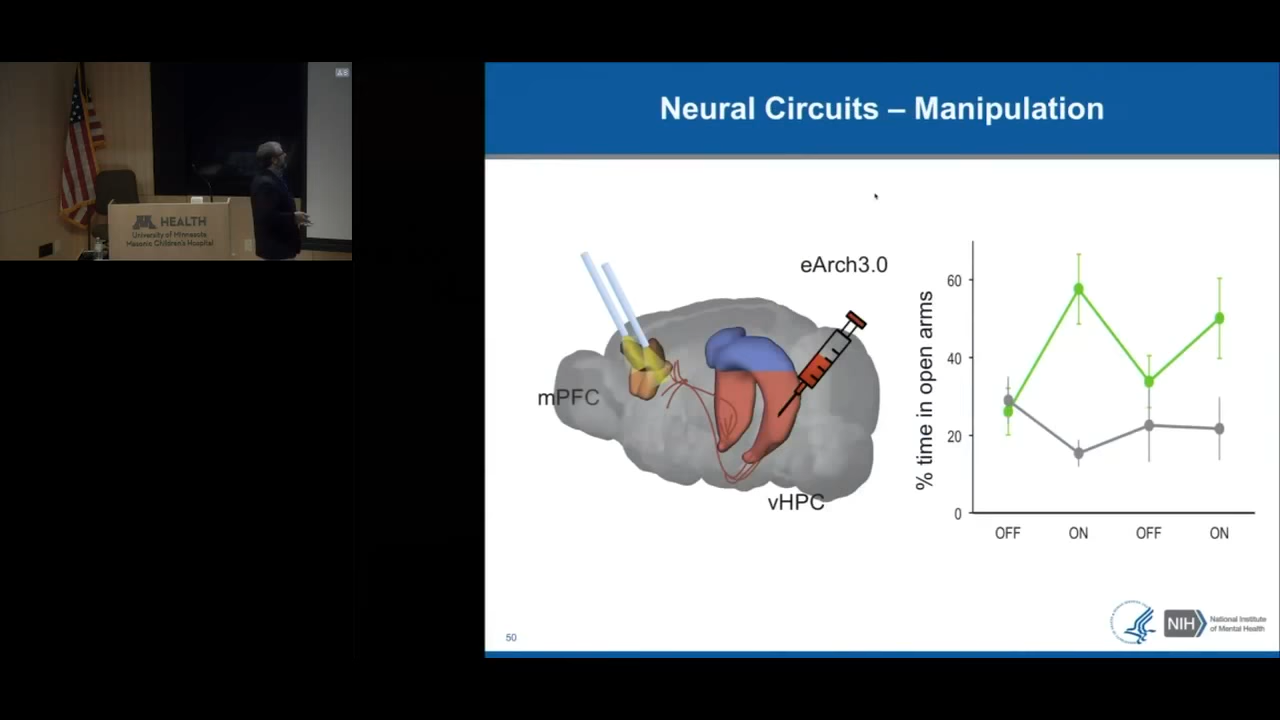 HEALTH
University of Minnesota
Masonic Children's Hospital
Neural Circuits – Manipulation
eArch3.0
mPFC
vHPC
% time in open arms
60
40
20
0
OFF
ON
OFF
ON
50
NIH
National Institute
of Mental Health